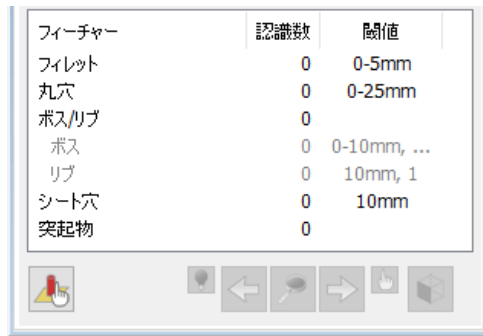 フィーチャー 認識数 閾値
フィレット 0 0-5mm
丸穴 0 0-25mm
ボス/リブ 0
ボス 0 0-10mm, ...
リブ 0 10mm, 1
シート穴 0 10mm
突起物 0